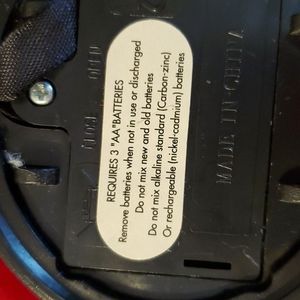 REQUIRES 3 "AA"BATTERIES
Remove batteries when not in use or discharged
Do not mix new and old batteries
Do not mix alkaline standard (Carbon-zinc)
Or rechargeable (nickel-cadmium) batteries
MADE IN CHINA
OPEN